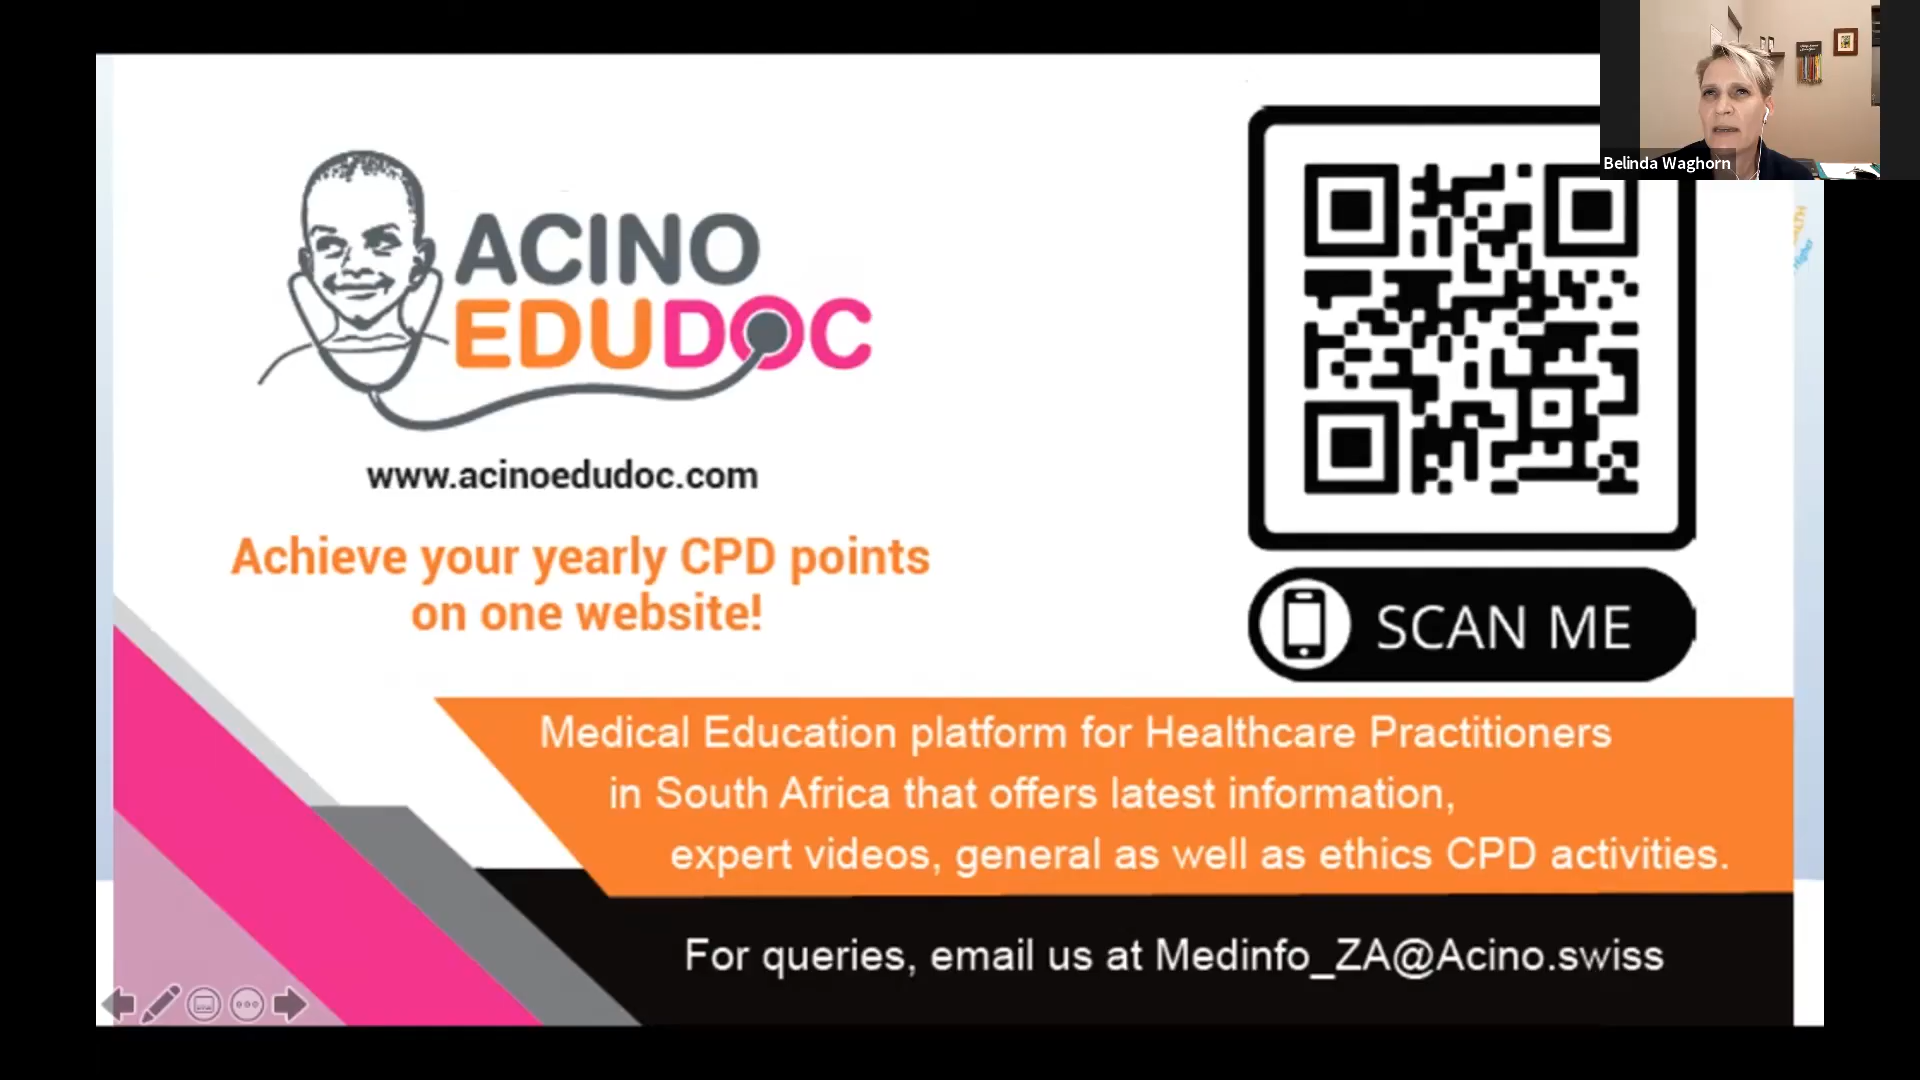 Belinda Waghorn
ACINO
EDUDOC
www.acinoedudoc.com
Achieve your yearly CPD points
on one website!
SCAN ME
Medical Education platform for Healthcare Practitioners
in South Africa that offers latest information,
expert videos, general as well as ethics CPD activities.
For queries, email us at Medinfo_ZA@Acino.swiss